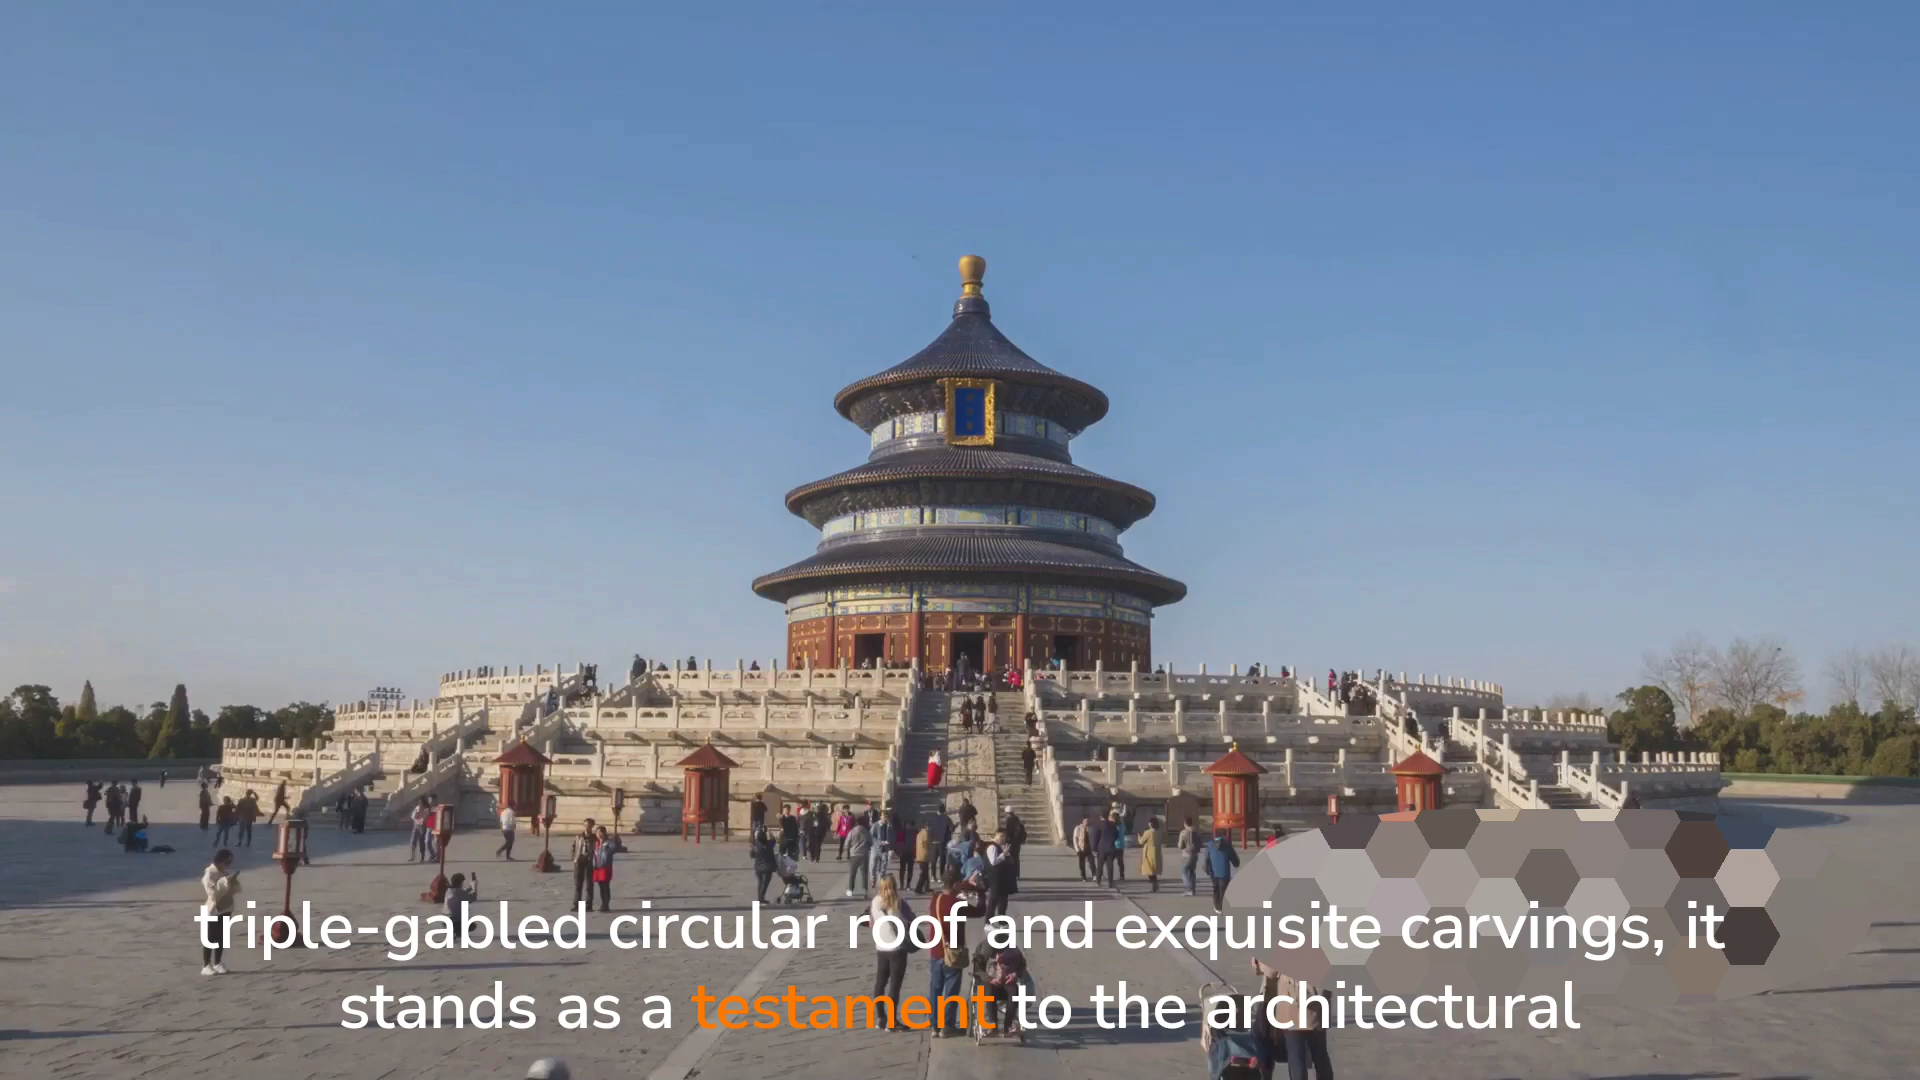 triple-gabled circular roof and exquisite carvings, it
stands as a testament to the architectural